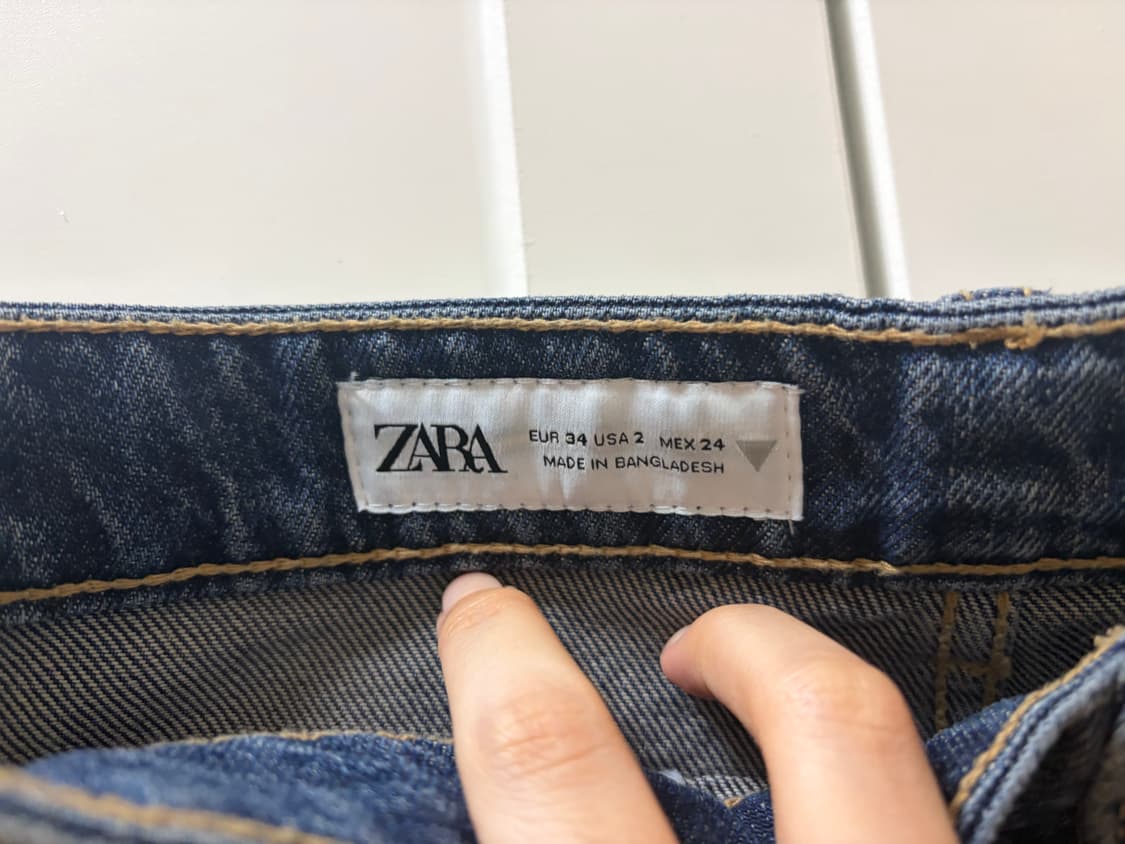 ZARA
EUR 34 USA 2 MEX 24
MADE IN BANGLADESH